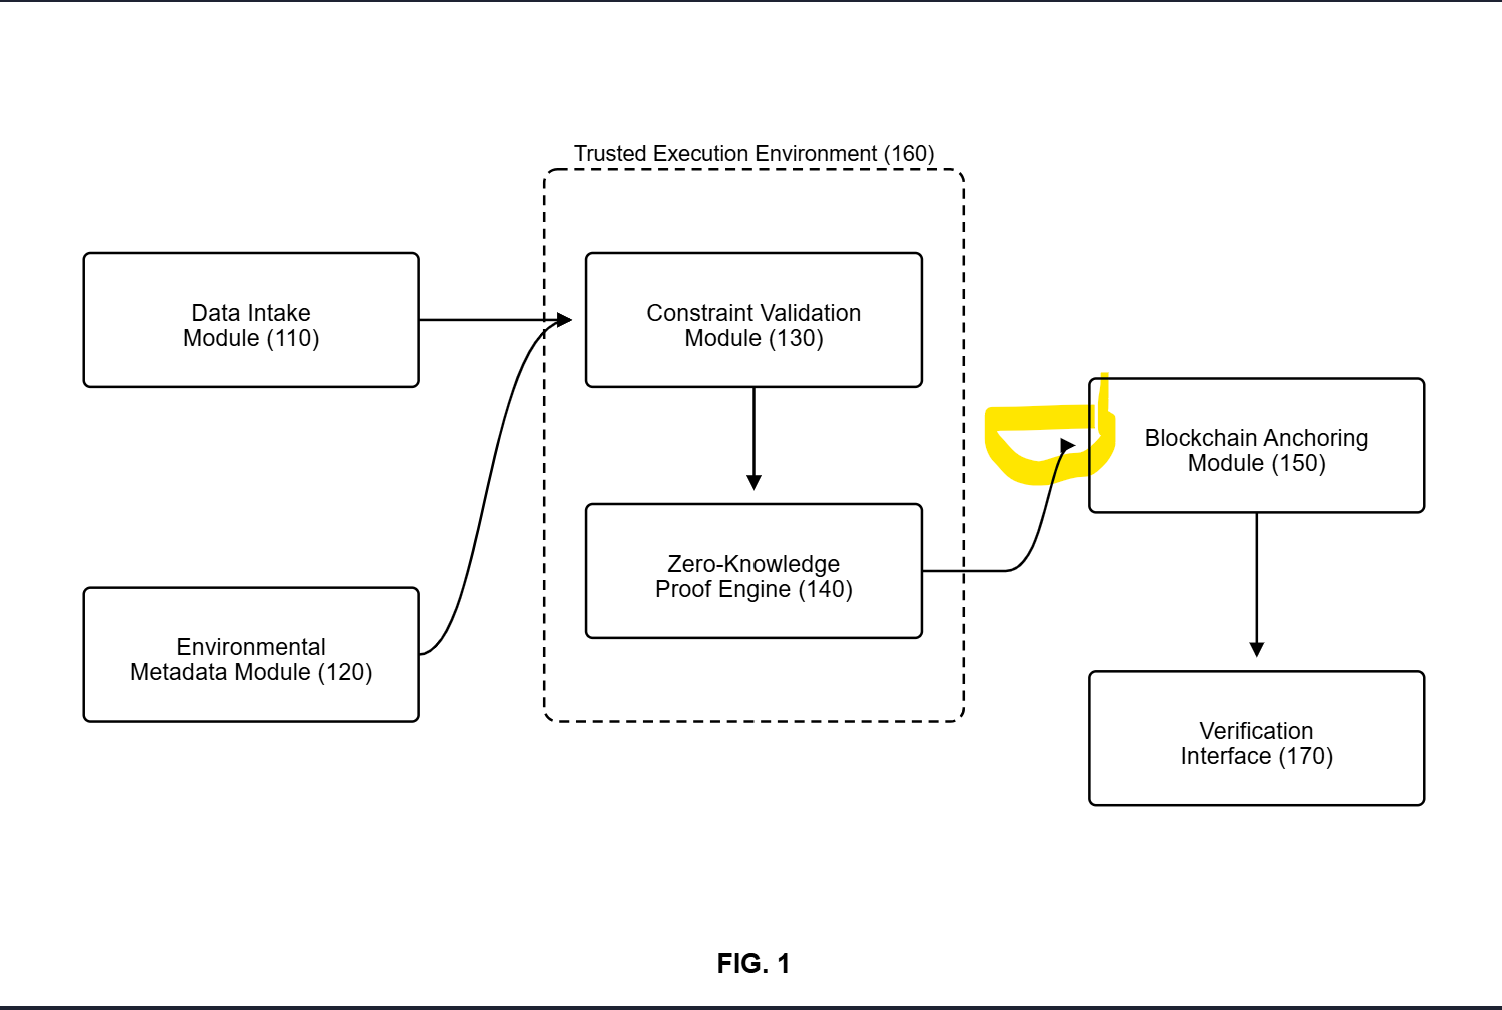 Trusted Execution Environment (160)
Data Intake
Module (110)
Constraint Validation
Module (130)
Blockchain Anchoring
Module (150)
Zero-Knowledge
Proof Engine (140)
Environmental
Metadata Module (120)
Verification
Interface (170)
FIG. 1